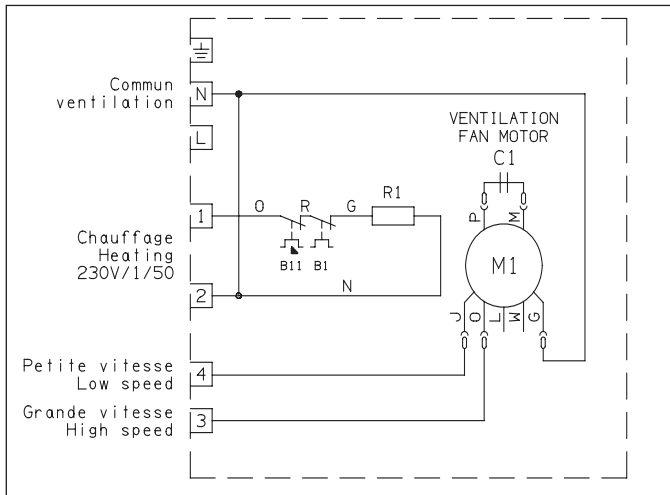 Commun
ventilation
N
L
VENTILATION
FAN MOTOR
C1
1
O
R
G
R1
P
M
Chauffage
Heating
230V/1/50
B11
B1
M1
2
N
J
O
L
W
G
Petite vitesse
Low speed
4
Grande vitesse
High speed
3